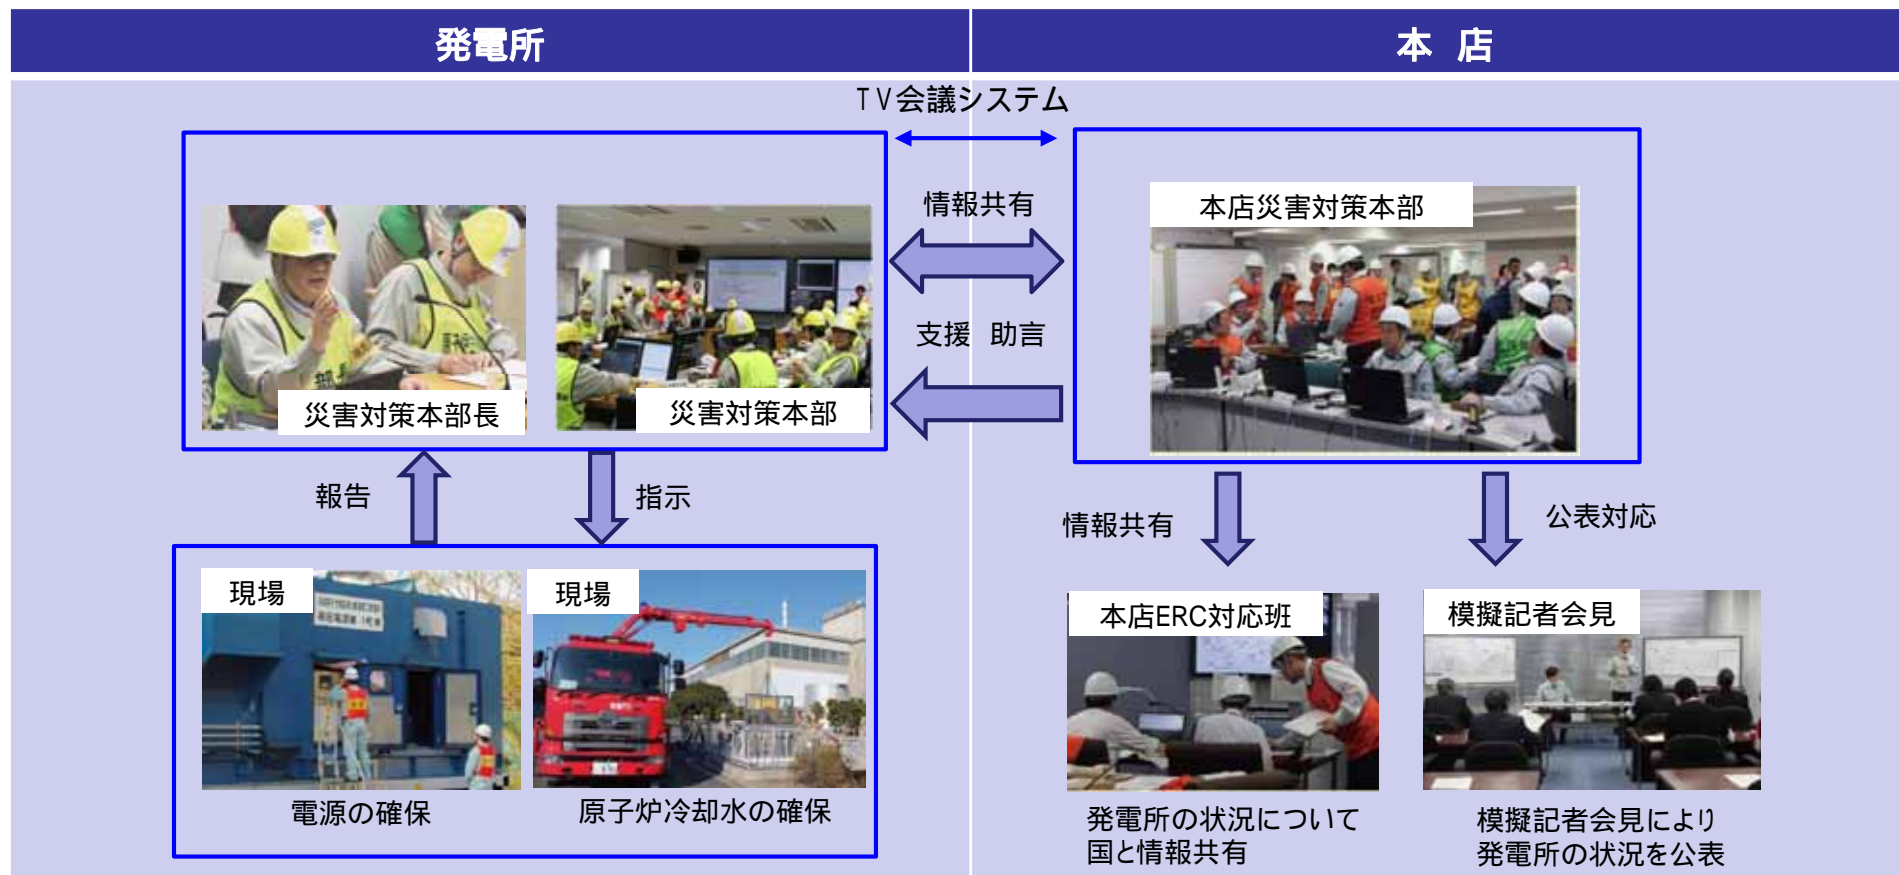 発電所
本 店
TV会議システム
情報共有
支援 助言
本店災害対策本部
災害対策本部長
災害対策本部
報告
指示
情報共有
公表対応
現場
現場
電源の確保
原子炉冷却水の確保
本店ERC対応班
模擬記者会見
発電所の状況について
国と情報共有
模擬記者会見により
発電所の状況を公表